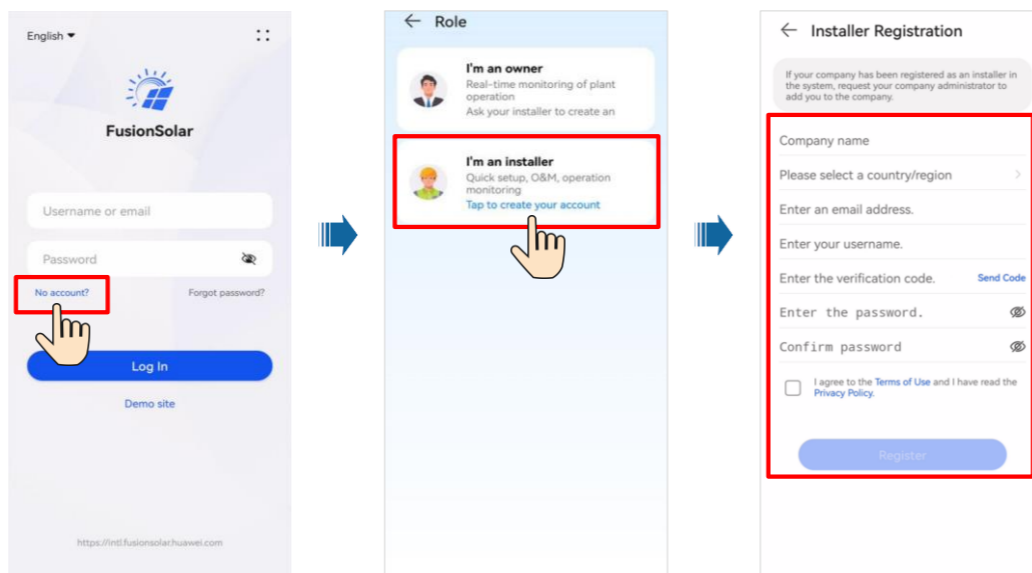 English
FusionSolar
Username or email
Password
No account?
Forgot password?
Log In
Demo site
https://intl.fusionsolar.huawei.com
Role
I'm an owner
Real-time monitoring of plant
operation
Ask your installer to create an
I'm an installer
Quick setup, O&M, operation
monitoring
Tap to create your account
Installer Registration
If your company has been registered as an installer in
the system, request your company administrator to
add you to the company.
Company name
Please select a country/region
Enter an email address.
Enter your username.
Enter the verification code. Send Code
Enter the password.
Confirm password
I agree to the Terms of Use and I have read the
Privacy Policy.
Register